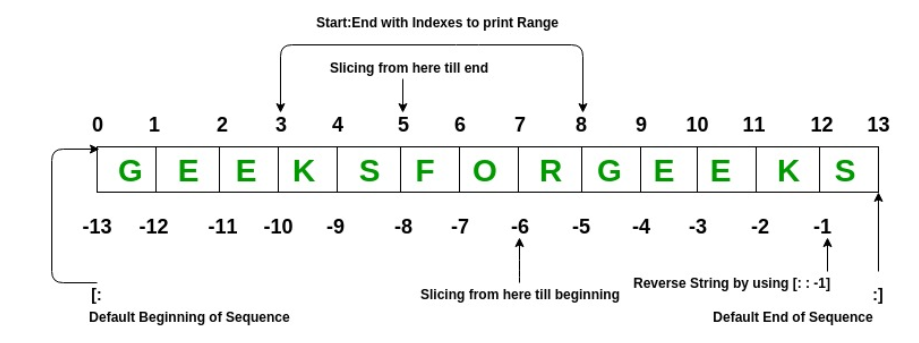 Start:End with Indexes to print Range
Slicing from here till end
0 1 2 3 4 5 6 7 8 9 10 11 12 13
G E E K S F O R G E E K S
-13 -12 -11 -10 -9 -8 -7 -6 -5 -4 -3 -2 -1
Slicing from here till beginning
Reverse String by using [: : -1]
[:
:]
Default Beginning of Sequence
Default End of Sequence